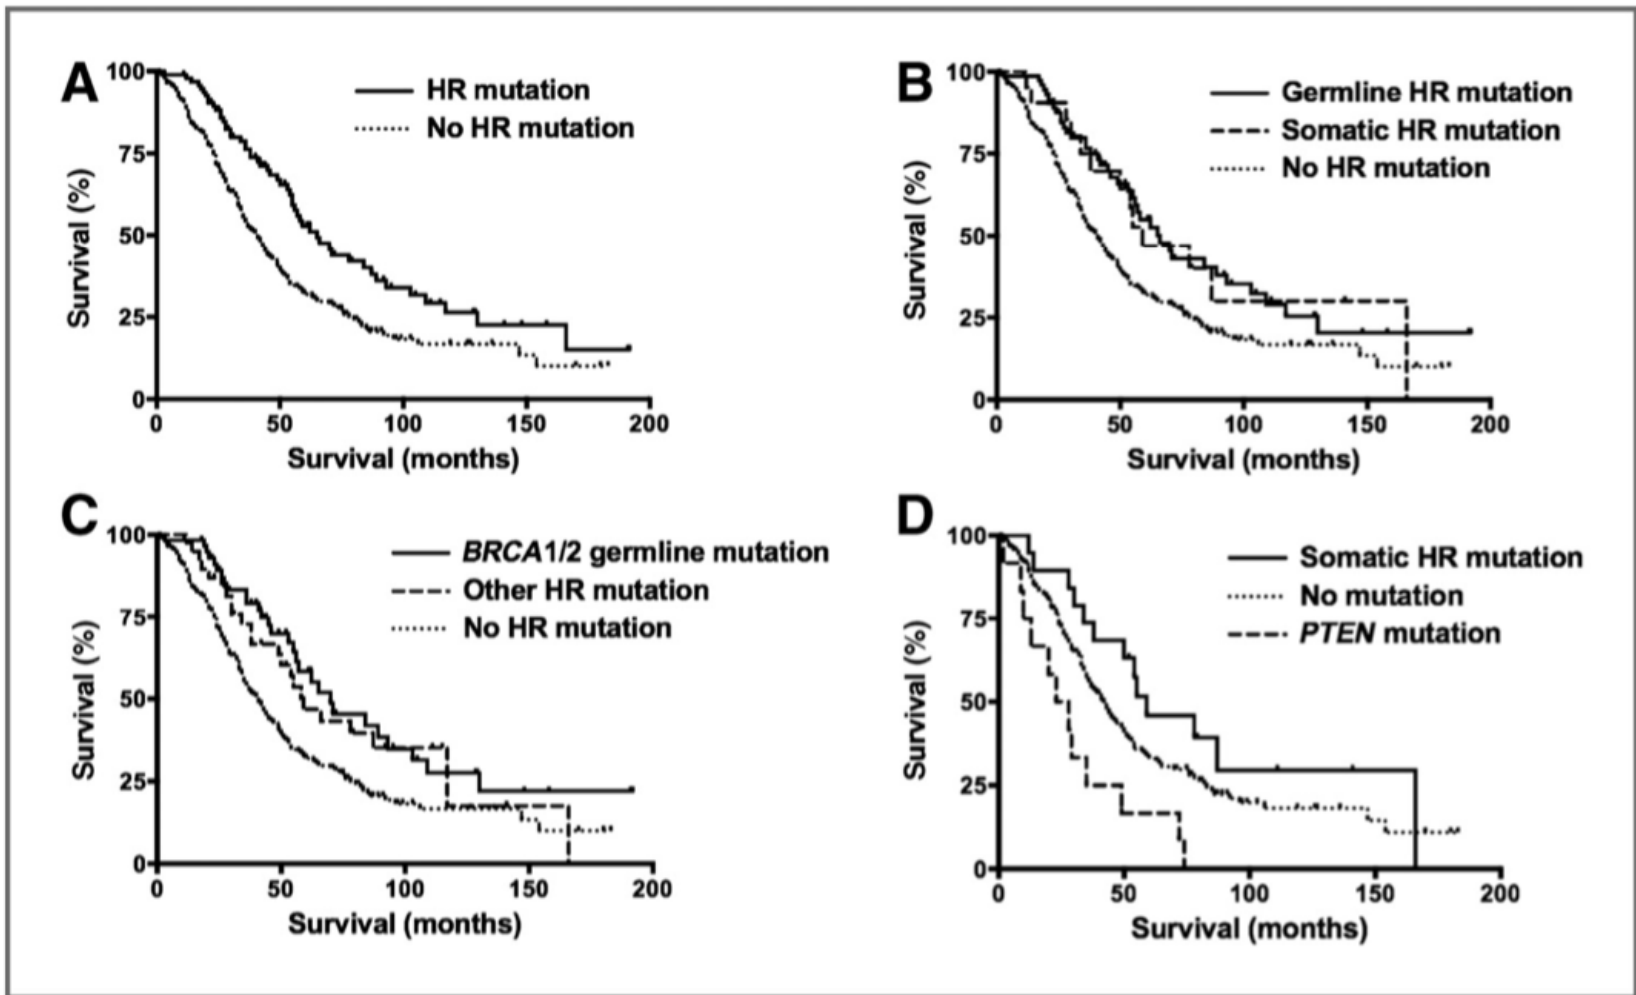 A
HR mutation
No HR mutation
Survival (%)
100
75
50
25
0
0 50 100 150 200
Survival (months)
B
Germline HR mutation
Somatic HR mutation
No HR mutation
Survival (%)
100
75
50
25
0
0 50 100 150 200
Survival (months)
C
BRCA1/2 germline mutation
Other HR mutation
No HR mutation
Survival (%)
100
75
50
25
0
0 50 100 150 200
Survival (months)
D
Somatic HR mutation
No mutation
PTEN mutation
Survival (%)
100
75
50
25
0
0 50 100 150 200
Survival (months)